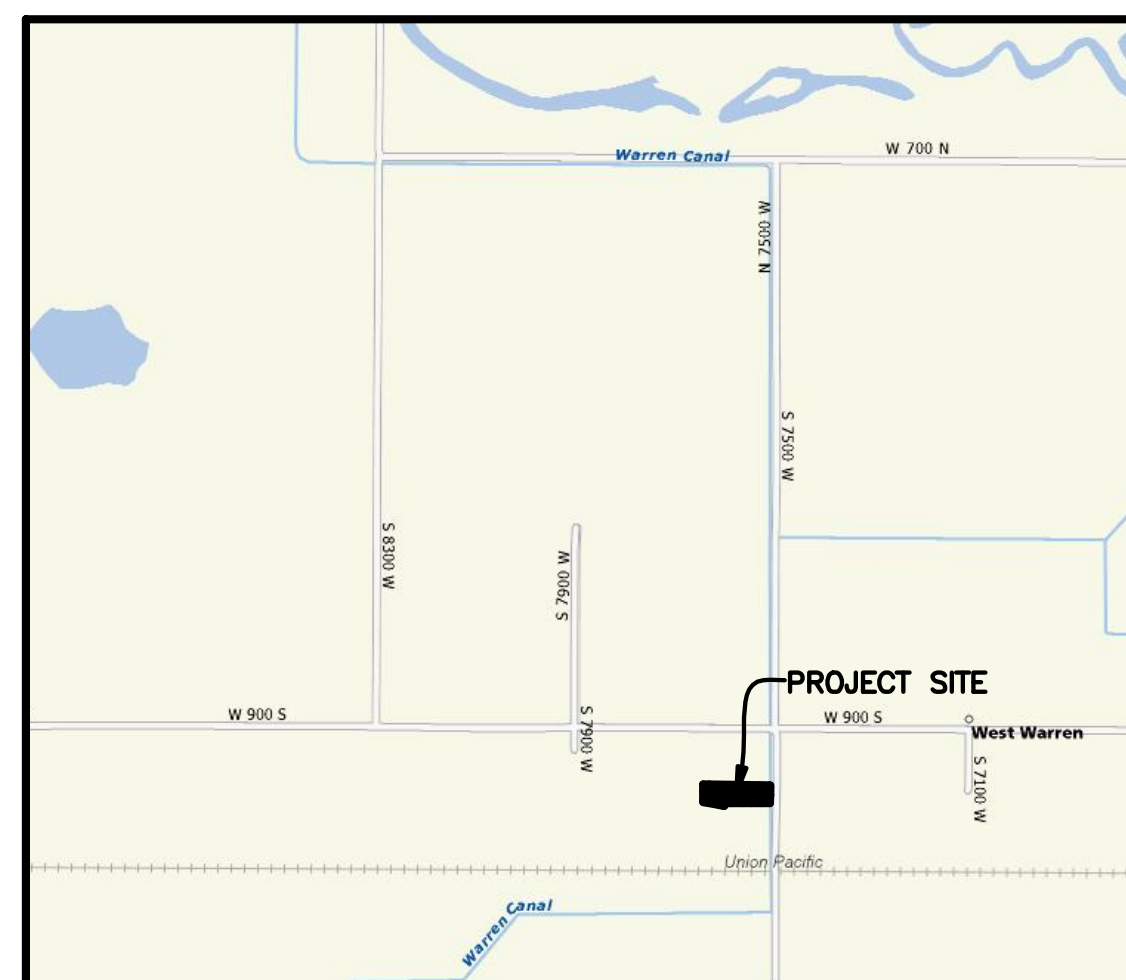 Warren Canal
W 700 N
N 7500 W
S 7500 W
S 8300 W
S 7900 W
PROJECT SITE
W 900 S
S 7900 W
W 900 S
West Warren
S 7100 W
Union Pacific
Warren Canal